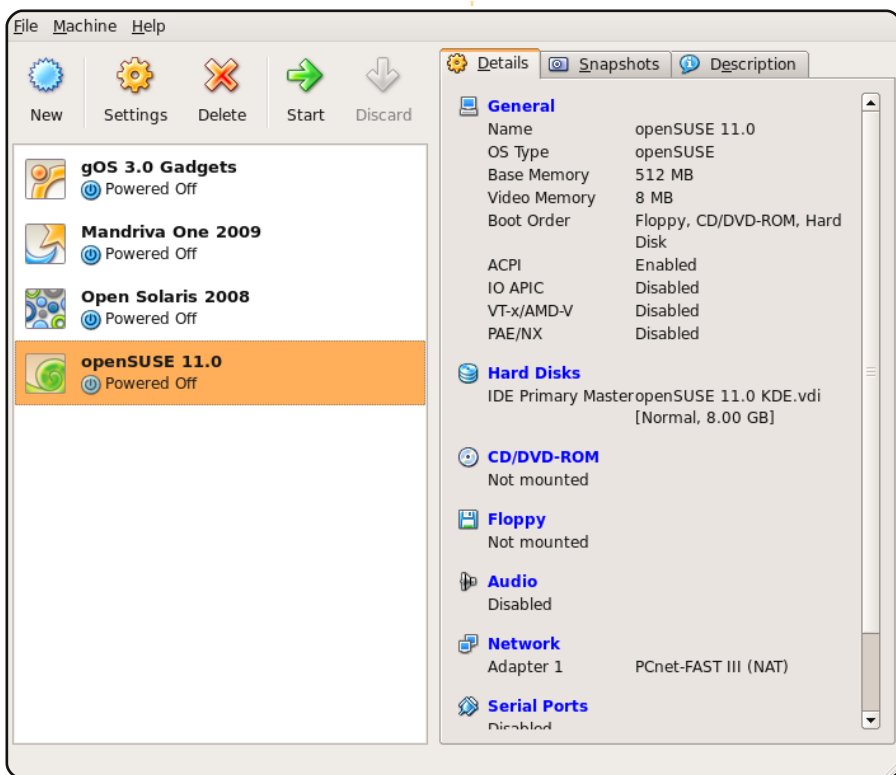 File Machine Help
New Settings Delete Start Discard
gOS 3.0 Gadgets
Powered Off
Mandriva One 2009
Powered Off
Open Solaris 2008
Powered Off
openSUSE 11.0
Powered Off
Details Snapshots Description
General
Name openSUSE 11.0
OS Type openSUSE
Base Memory 512 MB
Video Memory 8 MB
Boot Order Floppy, CD/DVD-ROM, Hard
Disk
ACPI Enabled
IO APIC Disabled
VT-x/AMD-V Disabled
PAE/NX Disabled
Hard Disks
IDE Primary Master openSUSE 11.0 KDE.vdi
[Normal, 8.00 GB]
CD/DVD-ROM
Not mounted
Floppy
Not mounted
Audio
Disabled
Network
Adapter 1 PCnet-FAST III (NAT)
Serial Ports
Disabled